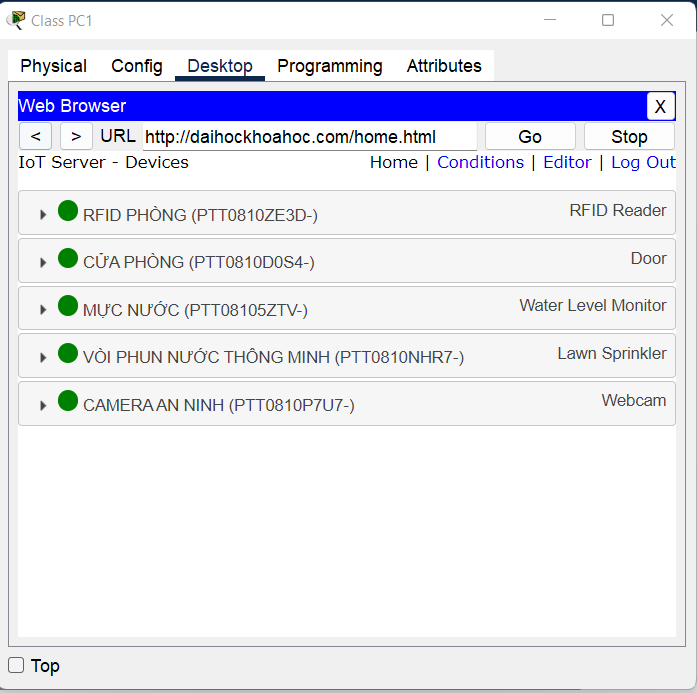 Class PC1
Physical Config Desktop Programming Attributes
Web Browser X
< > URL http://daihockhoahoc.com/home.html Go Stop
IoT Server - Devices Home | Conditions | Editor | Log Out
RFID PHÒNG (PTT0810ZE3D-) RFID Reader
CỬA PHÒNG (PTT0810D0S4-) Door
MỰC NƯỚC (PTT08105ZTV-) Water Level Monitor
VÒI PHUN NƯỚC THÔNG MINH (PTT0810NHR7-) Lawn Sprinkler
CAMERA AN NINH (PTT0810P7U7-) Webcam
Top